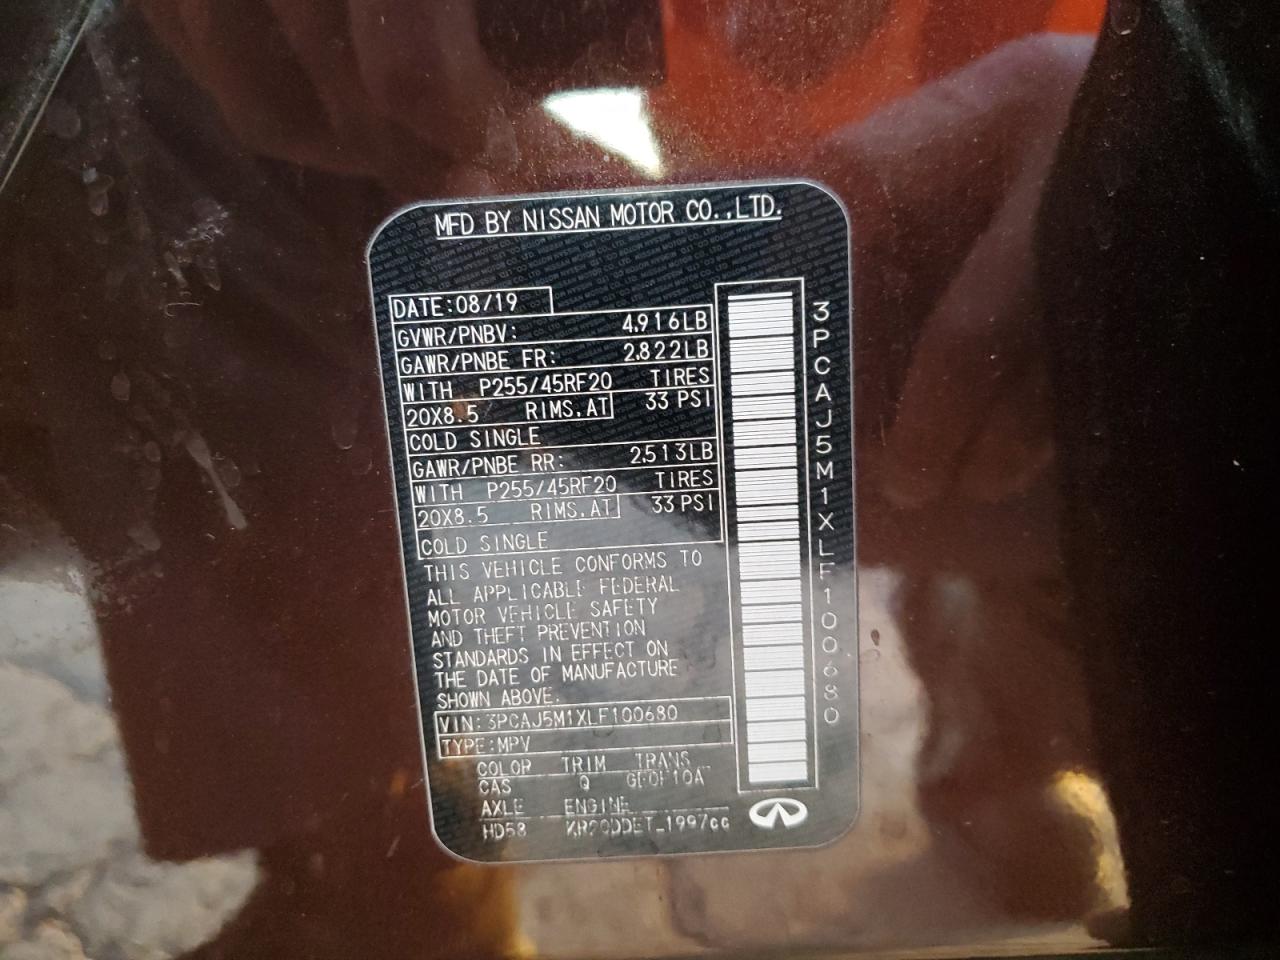 MFD BY NISSAN MOTOR CO.,LTD.
DATE:08/19
GVWR/PNBV: 4,916LB
GAWR/PNBE FR: 2,822LB
WITH P255/45RF20 TIRES
20X8.5 RIMS.AT 33 PSI
COLD SINGLE
GAWR/PNBE RR: 2,513LB
WITH P255/45RF20 TIRES
20X8.5 RIMS.AT 33 PSI
COLD SINGLE
THIS VEHICLE CONFORMS TO
ALL APPLICABLE FEDERAL
MOTOR VEHICLE SAFETY
AND THEFT PREVENTION
STANDARDS IN EFFECT ON
THE DATE OF MANUFACTURE
SHOWN ABOVE.
VIN:3PCAJ5M1XLF100680
TYPE:MPV
COLOR TRIM TRANS
CAS Q
AXLE ENGINE
HD58 KR20DDET_1997cc
3PCAJ5M1XLF100680